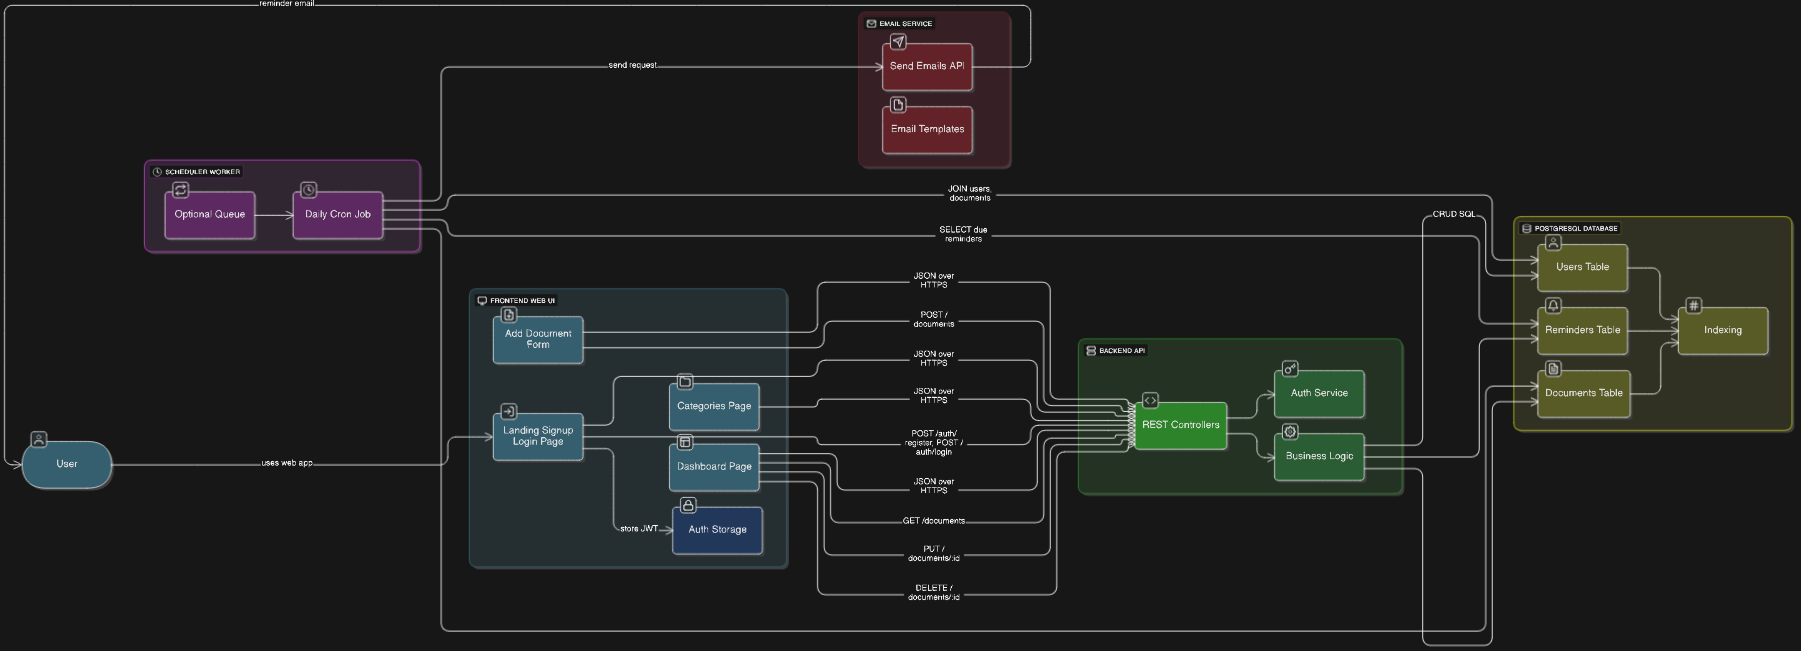 reminder email
EMAIL SERVICE
Send Emails API
send request
Email Templates
SCHEDULER WORKER
Optional Queue
Daily Cron Job
JOIN users,
documents
SELECT due
reminders
CRUD SQL
POSTGRESQL DATABASE
Users Table
Reminders Table
Indexing
Documents Table
FRONTEND WEB UI
Add Document
Form
JSON over
HTTPS
POST /
documents
JSON over
HTTPS
Categories Page
JSON over
HTTPS
Landing Signup
Login Page
POST /auth/
register, POST /
auth/login
Dashboard Page
JSON over
HTTPS
User
uses web app
store JWT
Auth Storage
GET /documents
PUT /
documents/:id
DELETE /
documents/:id
BACKEND API
Auth Service
REST Controllers
Business Logic